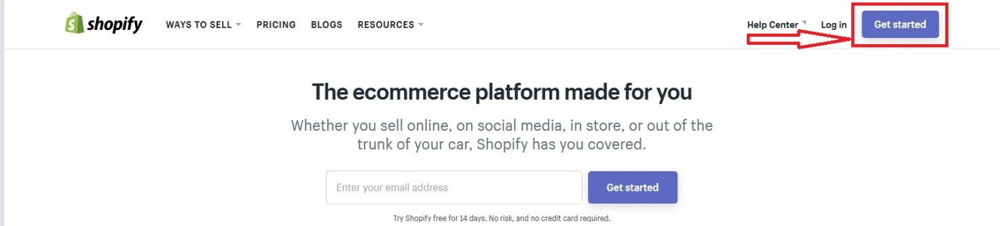 shopify WAYS TO SELL PRICING BLOGS RESOURCES Help Center Log in Get started
The ecommerce platform made for you
Whether you sell online, on social media, in store, or out of the
trunk of your car, Shopify has you covered.
Enter your email address Get started
Try Shopify free for 14 days. No risk, and no credit card required.